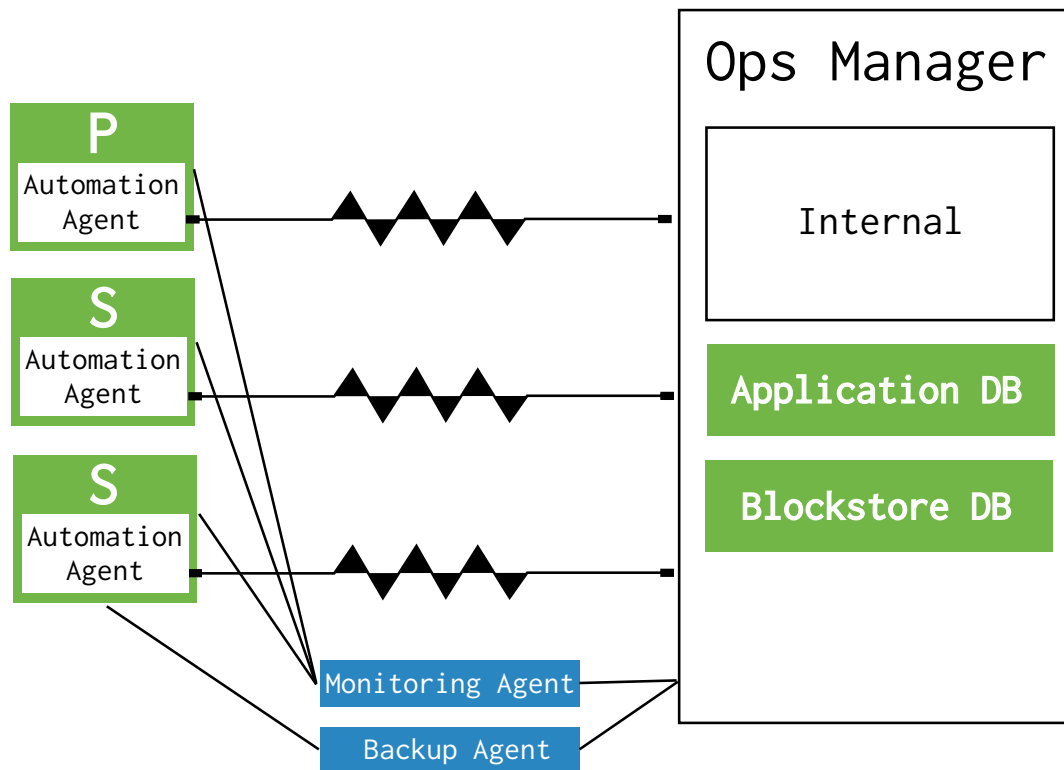 Ops Manager
P
Automation
Agent
Internal
S
Automation
Agent
Application DB
S
Automation
Agent
Blockstore DB
Monitoring Agent
Backup Agent